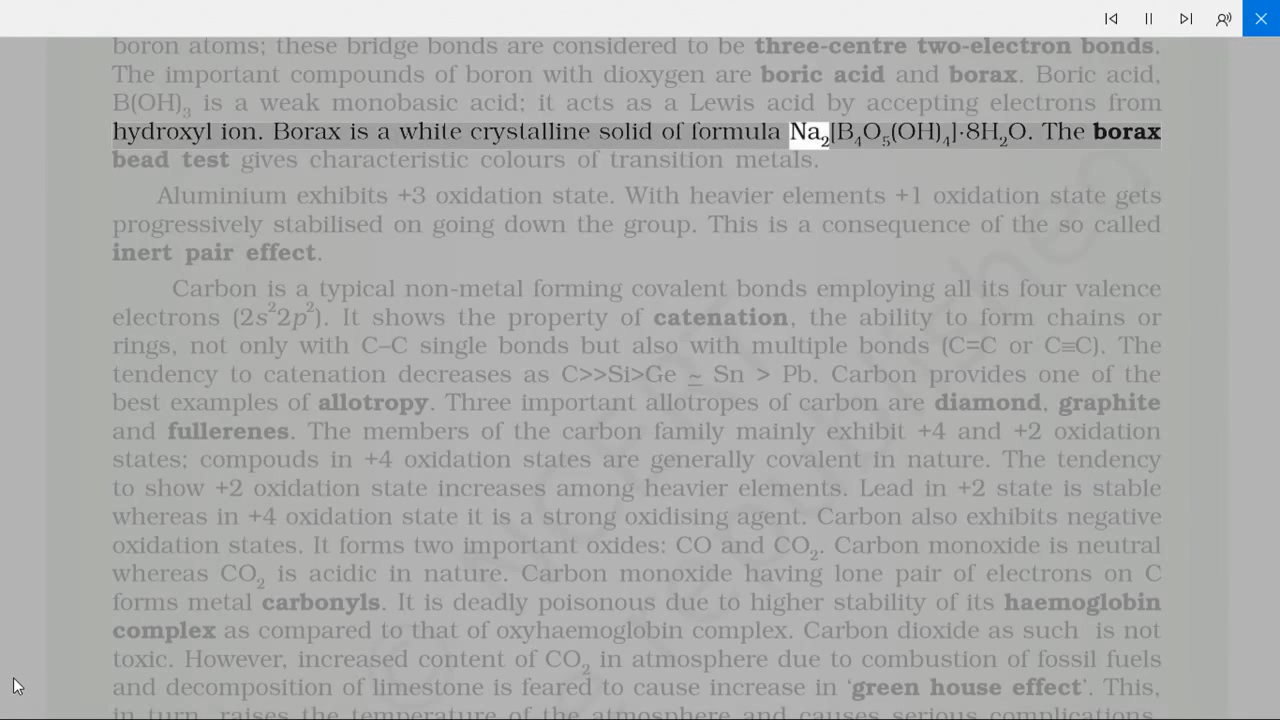 boron atoms; these bridge bonds are considered to be three-centre two-electron bonds.
The important compounds of boron with dioxygen are boric acid and borax. Boric acid,
B(OH)₃ is a weak monobasic acid; it acts as a Lewis acid by accepting electrons from
hydroxyl ion. Borax is a white crystalline solid of formula Na₂[B₄O₅(OH)₄]·8H₂O. The borax
bead test gives characteristic colours of transition metals.
Aluminium exhibits +3 oxidation state. With heavier elements +1 oxidation state gets
progressively stabilised on going down the group. This is a consequence of the so called
inert pair effect.
Carbon is a typical non-metal forming covalent bonds employing all its four valence
electrons (2s²2p²). It shows the property of catenation, the ability to form chains or
rings, not only with C–C single bonds but also with multiple bonds (C=C or C≡C). The
tendency to catenation decreases as C>>Si>Ge ≃ Sn > Pb. Carbon provides one of the
best examples of allotropy. Three important allotropes of carbon are diamond, graphite
and fullerenes. The members of the carbon family mainly exhibit +4 and +2 oxidation
states; compouds in +4 oxidation states are generally covalent in nature. The tendency
to show +2 oxidation state increases among heavier elements. Lead in +2 state is stable
whereas in +4 oxidation state it is a strong oxidising agent. Carbon also exhibits negative
oxidation states. It forms two important oxides: CO and CO₂. Carbon monoxide is neutral
whereas CO₂ is acidic in nature. Carbon monoxide having lone pair of electrons on C
forms metal carbonyls. It is deadly poisonous due to higher stability of its haemoglobin
complex as compared to that of oxyhaemoglobin complex. Carbon dioxide as such is not
toxic. However, increased content of CO₂ in atmosphere due to combustion of fossil fuels
and decomposition of limestone is feared to cause increase in ‘green house effect’. This,
in turn, raises the temperature of the atmosphere and causes serious complications.